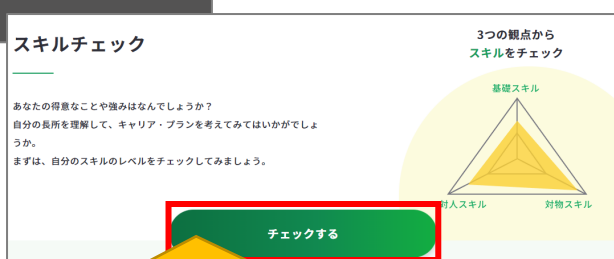 スキルチェック
あなたの得意なことや強みはなんでしょうか？
自分の長所を理解して、キャリア・プランを考えてみてはいかがでしょ
うか。
まずは、自分のスキルのレベルをチェックしてみましょう。
3つの観点から
スキルをチェック
基礎スキル
対人スキル
対物スキル
チェックする